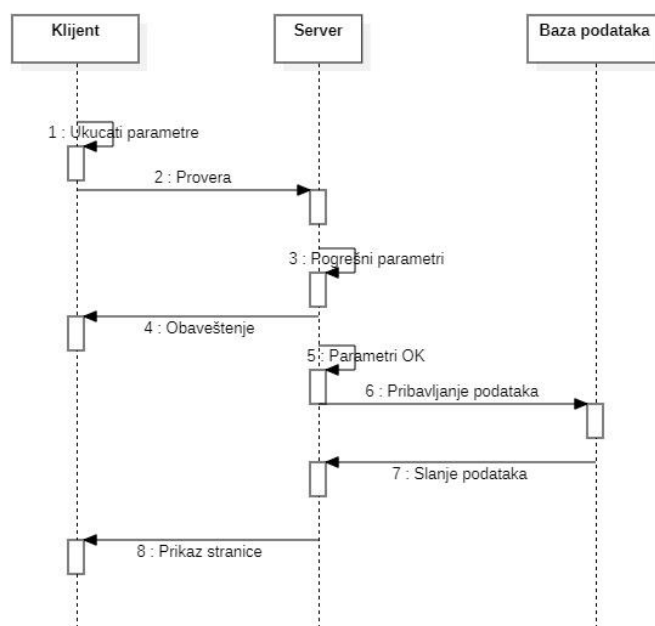 Klijent
Server
Baza podataka
1 : Ukucati parametre
2 : Provera
3 : Pogrešni parametri
4 : Obaveštenje
5 : Parametri OK
6 : Pribavljanje podataka
7 : Slanje podataka
8 : Prikaz stranice